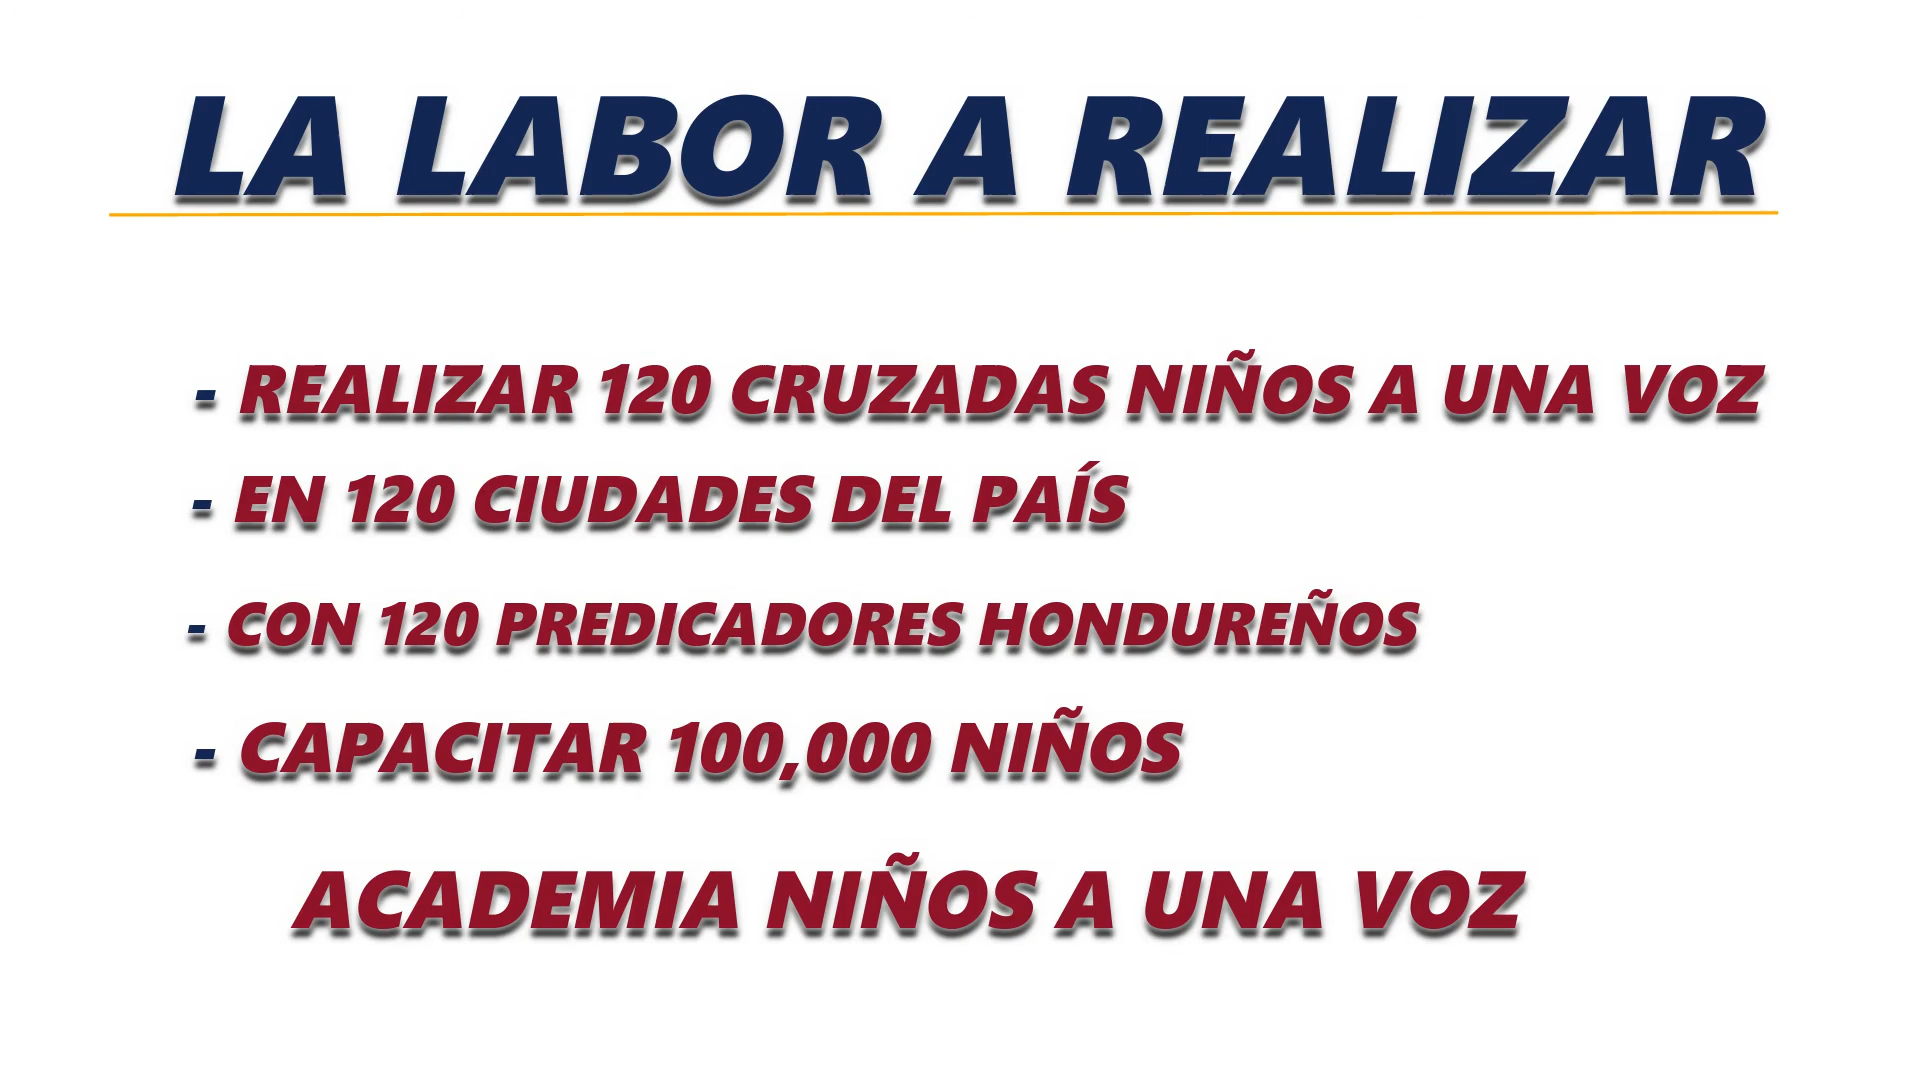 LA LABOR A REALIZAR
- REALIZAR 120 CRUZADAS NIÑOS A UNA VOZ
- EN 120 CIUDADES DEL PAÍS
- CON 120 PREDICADORES HONDUREÑOS
- CAPACITAR 100,000 NIÑOS
ACADEMIA NIÑOS A UNA VOZ